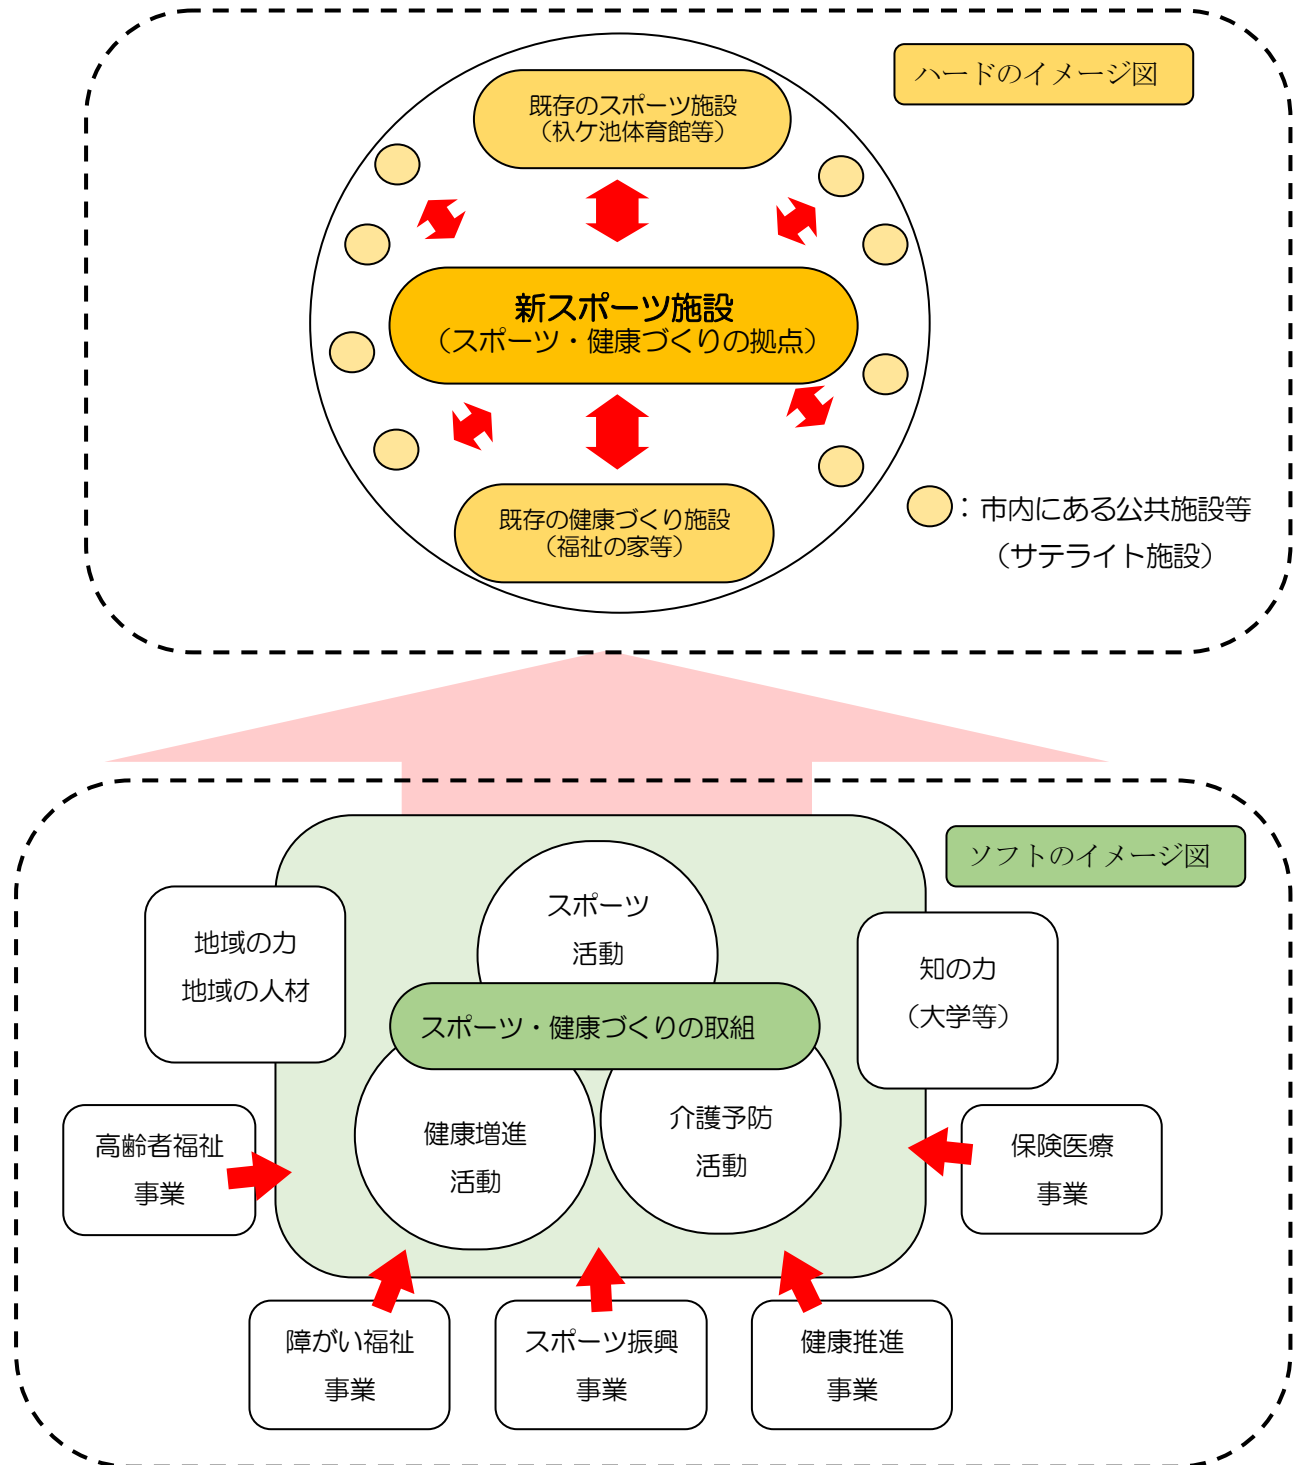 ハードのイメージ図
既存のスポーツ施設
（杁ケ池体育館等）
新スポーツ施設
（スポーツ・健康づくりの拠点）
既存の健康づくり施設
（福祉の家等）
：市内にある公共施設等
（サテライト施設）
ソフトのイメージ図
スポーツ
活動
地域の力
地域の人材
知の力
（大学等）
スポーツ・健康づくりの取組
健康増進
活動
介護予防
活動
高齢者福祉
事業
保険医療
事業
障がい福祉
事業
スポーツ振興
事業
健康推進
事業